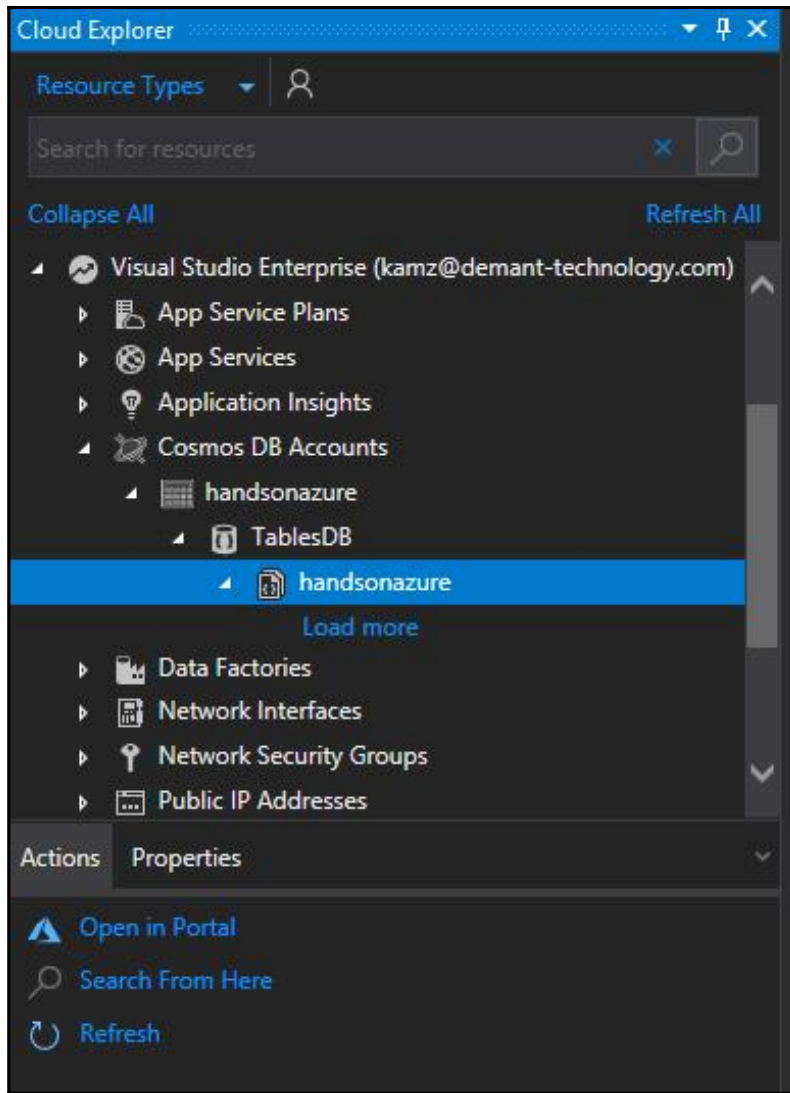 Cloud Explorer
Resource Types
Search for resources
Collapse All Refresh All
Visual Studio Enterprise (kamz@demant-technology.com)
App Service Plans
App Services
Application Insights
Cosmos DB Accounts
handsonazure
TablesDB
handsonazure
Load more
Data Factories
Network Interfaces
Network Security Groups
Public IP Addresses
Actions Properties
Open in Portal
Search From Here
Refresh